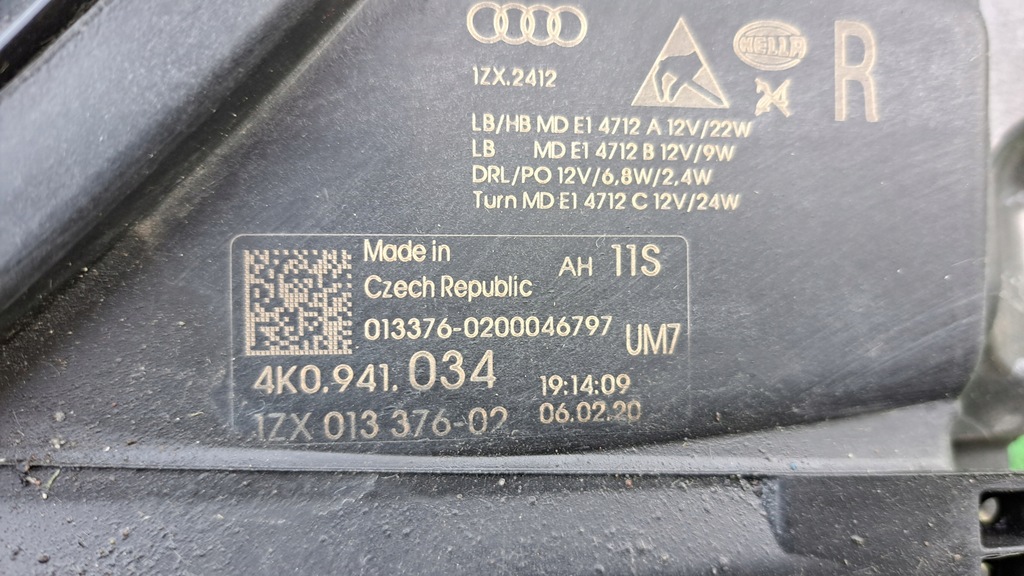 HELLA
R
1ZX.2412
24
LB/HB MD E1 4712 A 12V/22W
LB MD E1 4712 B 12V/9W
DRL/PO 12V/6,8W/2,4W
Turn MD E1 4712 C 12V/24W
Made in
Czech Republic
AH 11S
013376-0200046797
UM7
4K0.941.034
19:14:09
1ZX 013 376-02
06.02.20